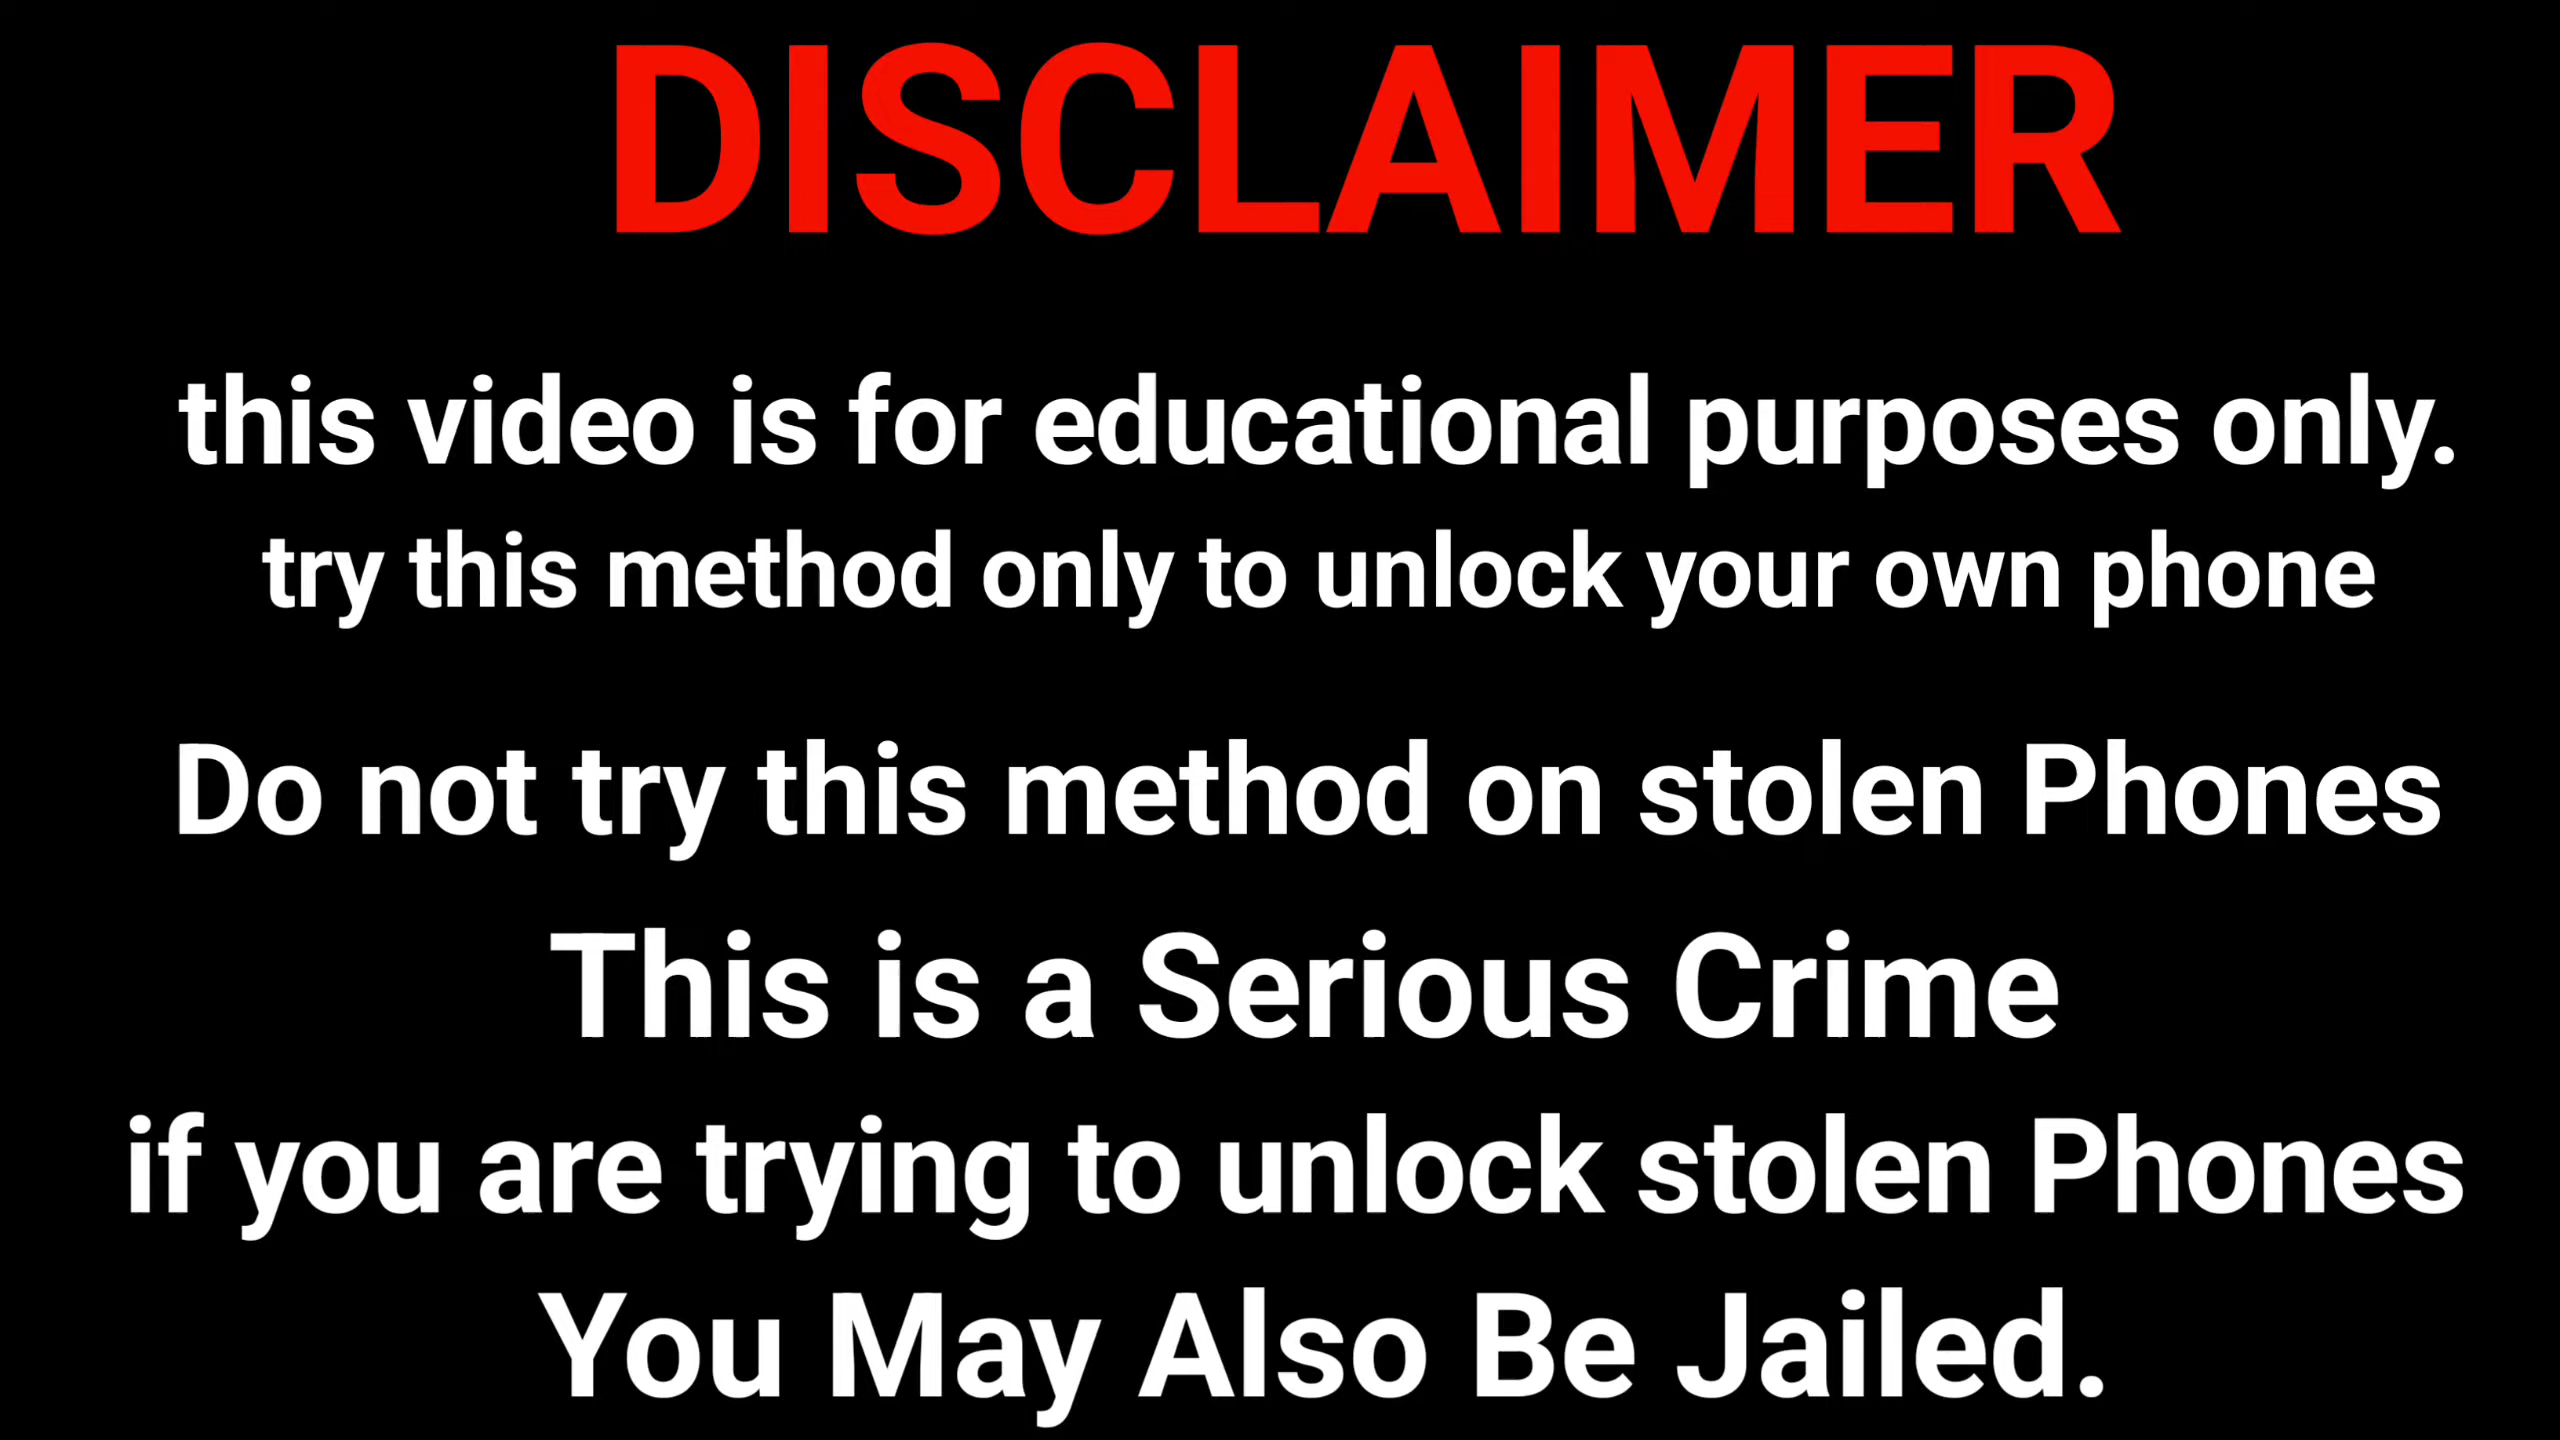 DISCLAIMER
this video is for educational purposes only.
try this method only to unlock your own phone
Do not try this method on stolen Phones
This is a Serious Crime
if you are trying to unlock stolen Phones
You May Also Be Jailed.